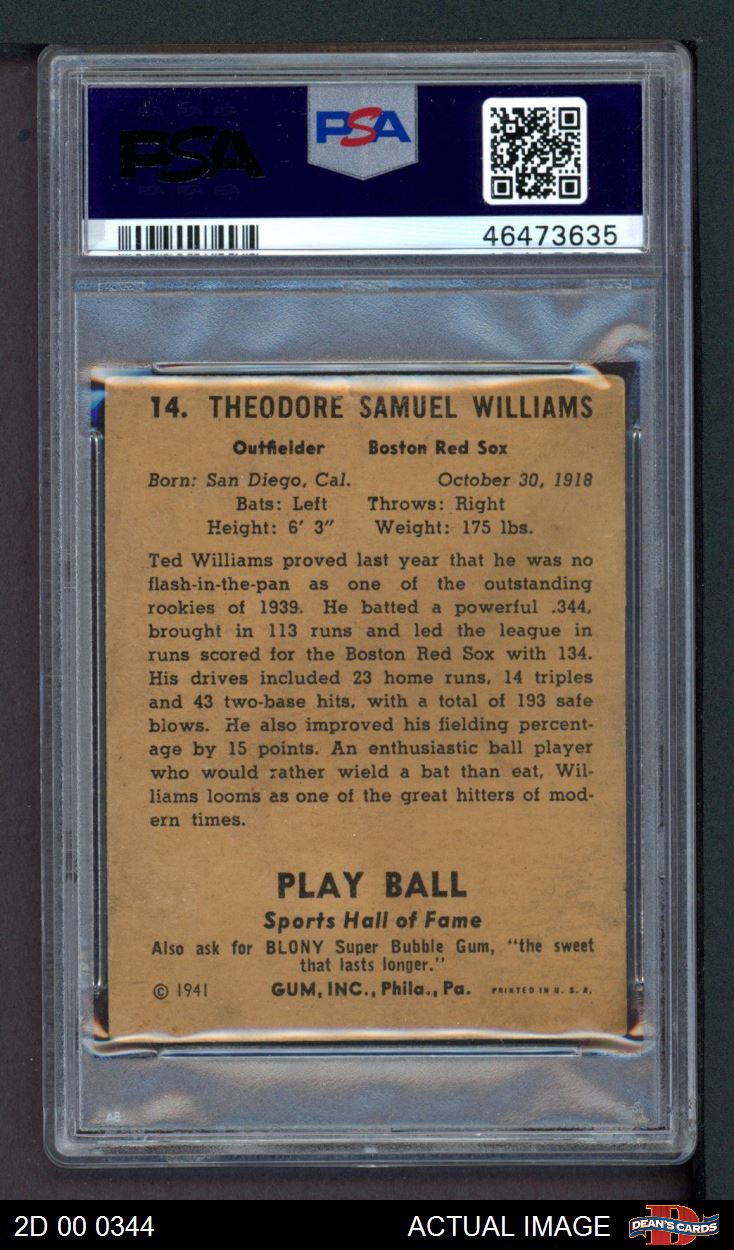 PSA
PSA
46473635
14. THEODORE SAMUEL WILLIAMS
Outfielder Boston Red Sox
Born: San Diego, Cal. October 30, 1918
Bats: Left Throws: Right
Height: 6' 3" Weight: 175 lbs.
Ted Williams proved last year that he was no
flash-in-the-pan as one of the outstanding
rookies of 1939. He batted a powerful .344,
brought in 113 runs and led the league in
runs scored for the Boston Red Sox with 134.
His drives included 23 home runs, 14 triples
and 43 two-base hits, with a total of 193 safe
blows. He also improved his fielding percent-
age by 15 points. An enthusiastic ball player
who would rather wield a bat than eat, Wil-
liams looms as one of the great hitters of mod-
ern times.
PLAY BALL
Sports Hall of Fame
Also ask for BLONY Super Bubble Gum, "the sweet
that lasts longer."
© 1941 GUM, INC., Phila., Pa. PRINTED IN U. S. A.
2D 00 0344 ACTUAL IMAGE DEAN'S CARDS